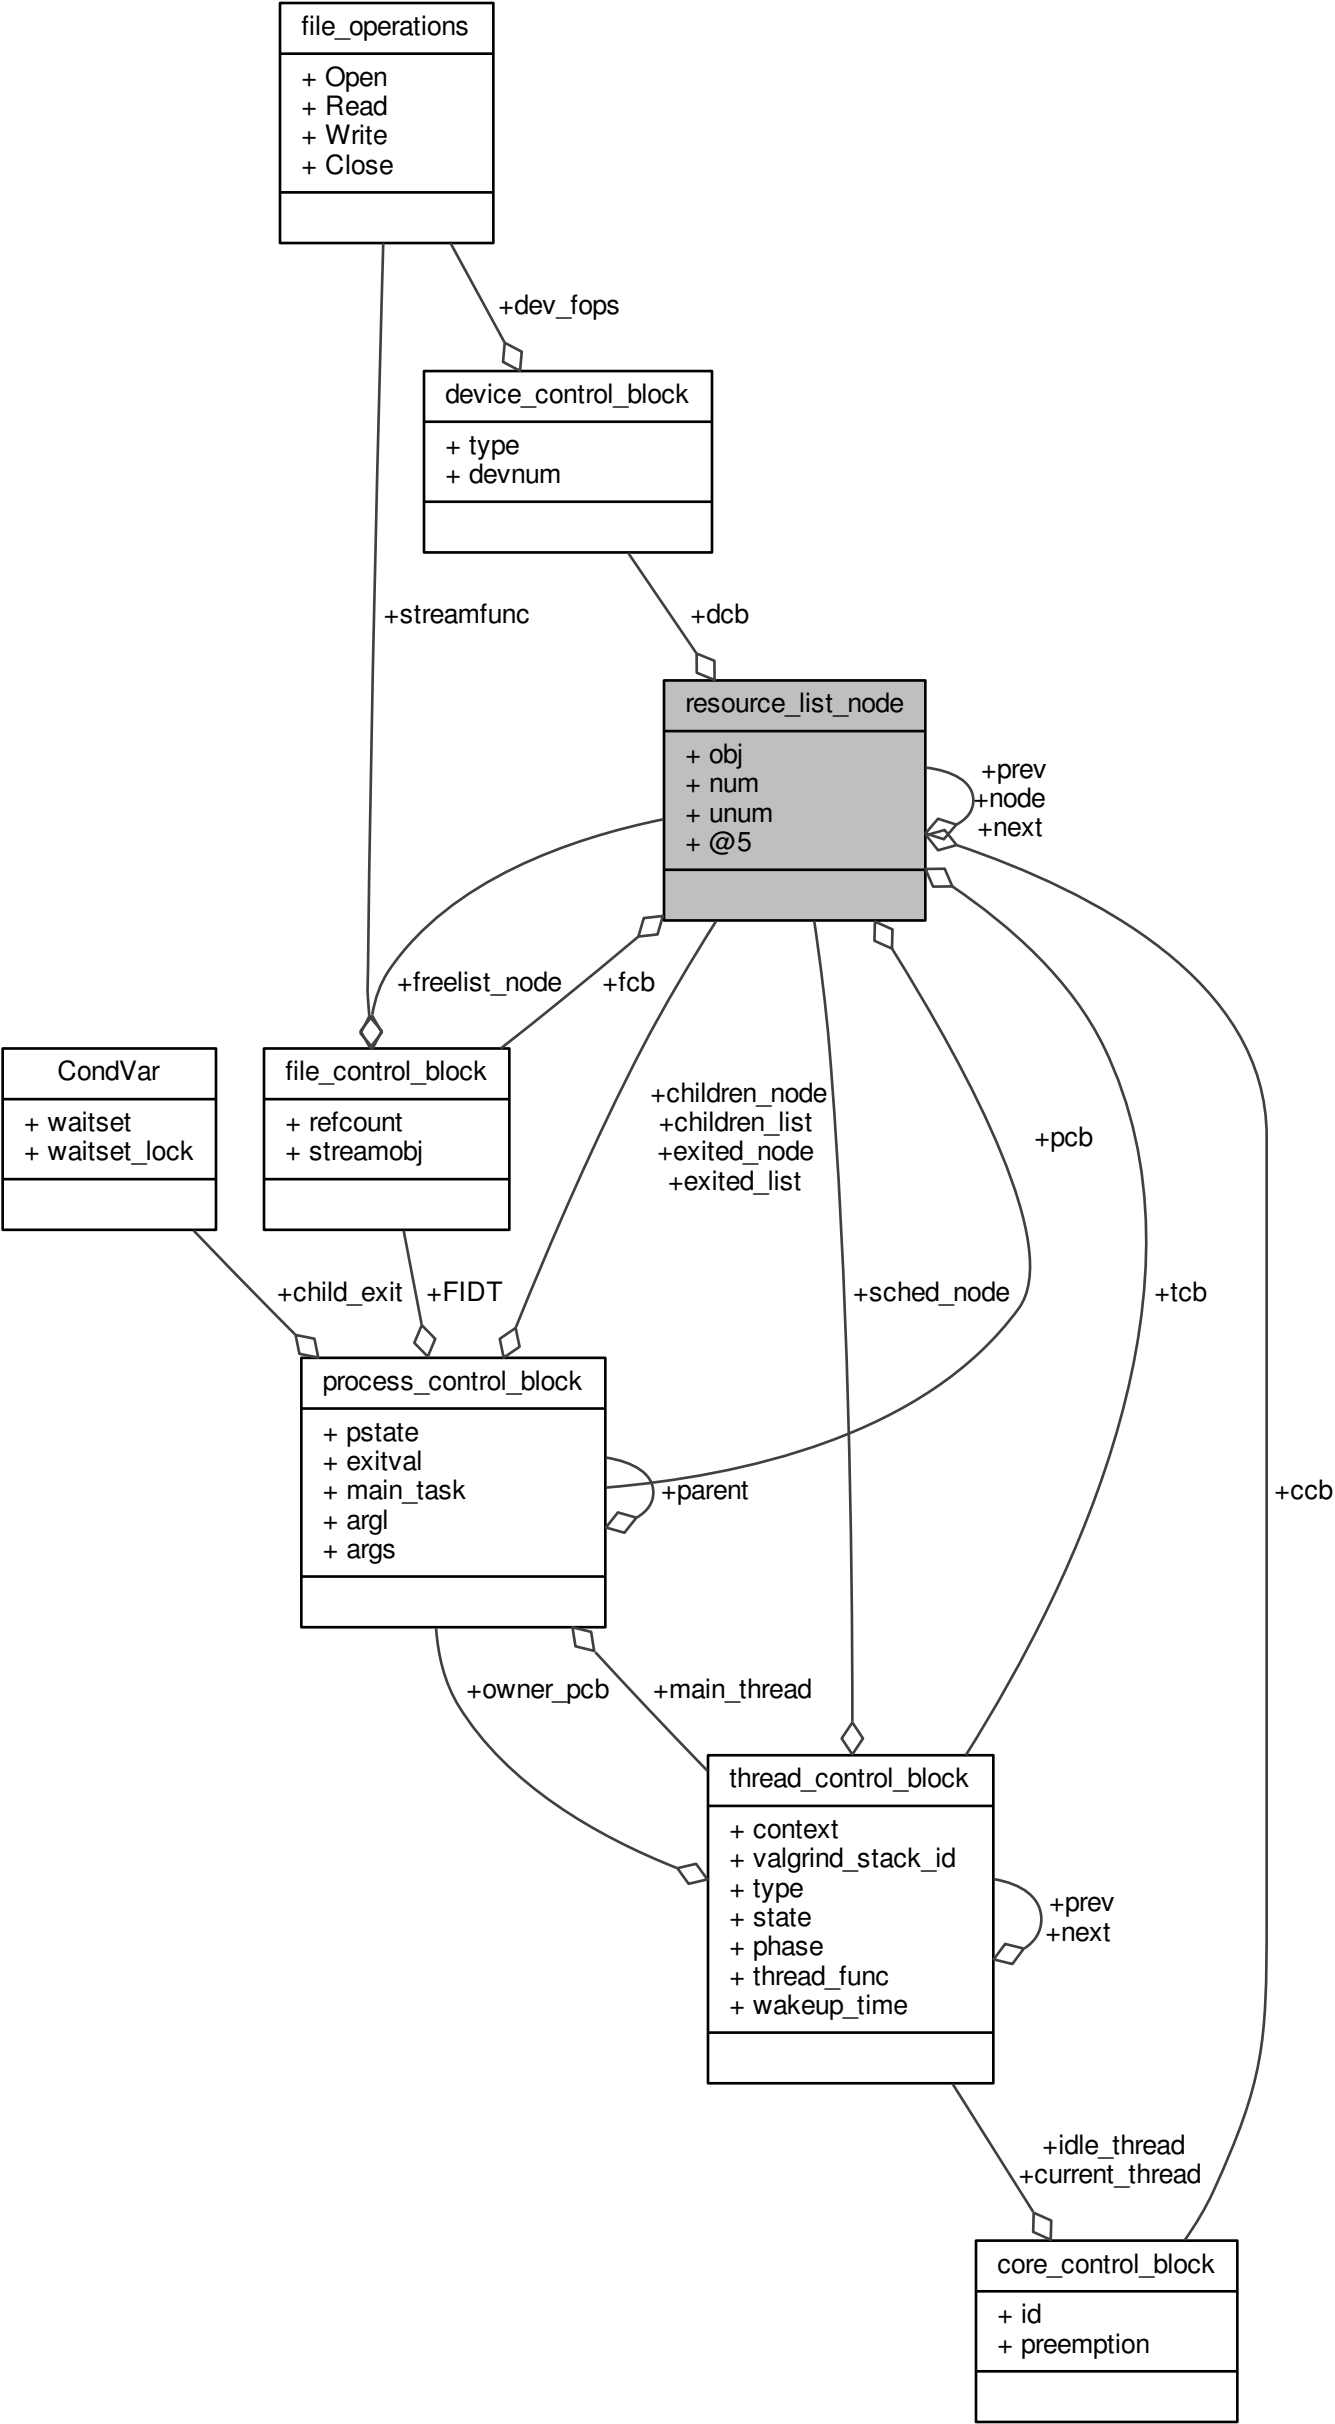 file_operations
+ Open
+ Read
+ Write
+ Close
+dev_fops
device_control_block
+ type
+ devnum
+streamfunc
+dcb
resource_list_node
+ obj
+ num
+ unum
+ @5
+prev
+node
+next
+freelist_node
+fcb
CondVar
+ waitset
+ waitset_lock
file_control_block
+ refcount
+ streamobj
+children_node
+children_list
+exited_node
+exited_list
+pcb
+child_exit
+FIDT
+sched_node
+tcb
process_control_block
+ pstate
+ exitval
+ main_task
+ argl
+ args
+parent
+ccb
+owner_pcb
+main_thread
thread_control_block
+ context
+ valgrind_stack_id
+ type
+ state
+ phase
+ thread_func
+ wakeup_time
+prev
+next
+idle_thread
+current_thread
core_control_block
+ id
+ preemption